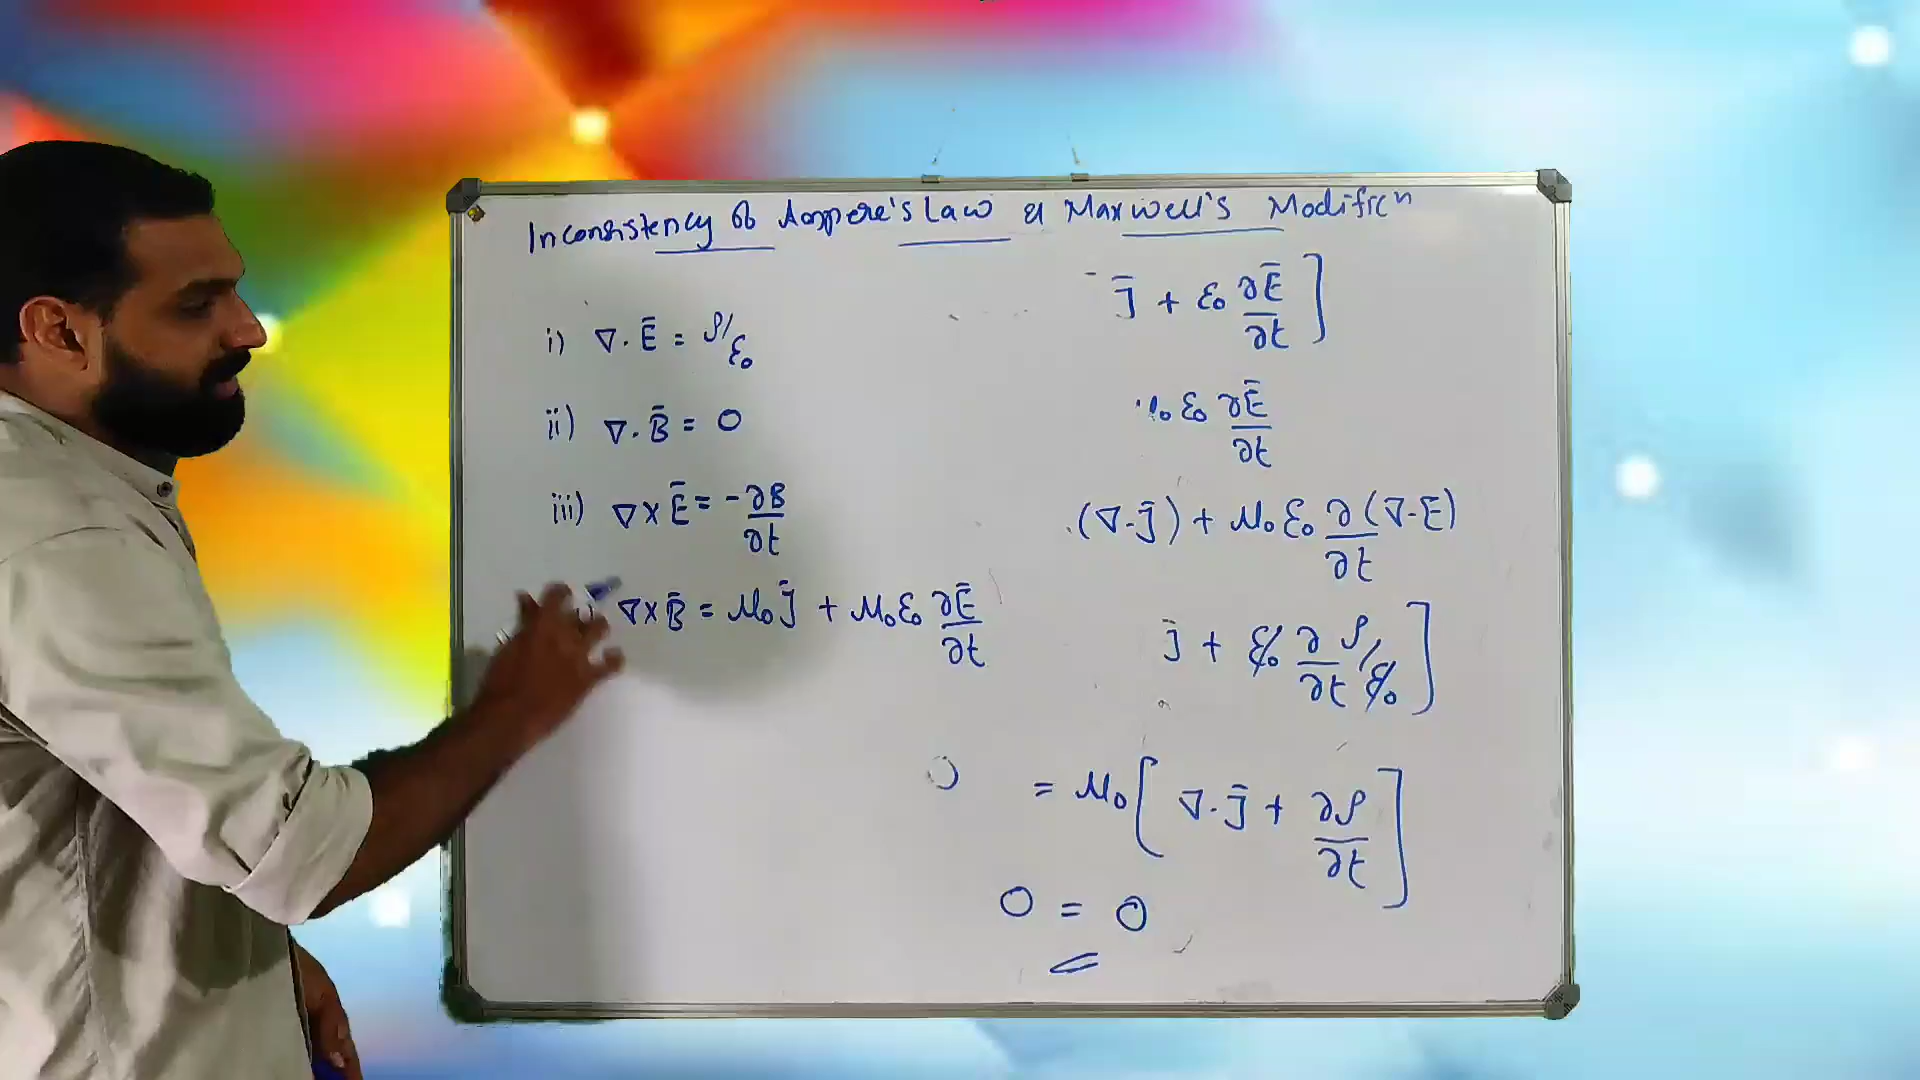 Inconsistency of Ampere's Law & Maxwell's Modificn
i) ∇. Ē = ρ/ε₀
ii) ∇. B̄ = 0
iii) ∇ × Ē = -∂B/∂t
) ∇×B̄ = μ₀J̄ + μ₀ε₀ ∂Ē/∂t
J̄ + ε₀ ∂Ē/∂t ]
μ₀ ε₀ ∂Ē/∂t
(∇.J̄) + μ₀ ε₀ ∂(∇.E)/∂t
J + ε₀ ∂/∂t ρ/ε₀ ]
= μ₀ [ ∇. J̄ + ∂ρ/∂t ]
0 = 0